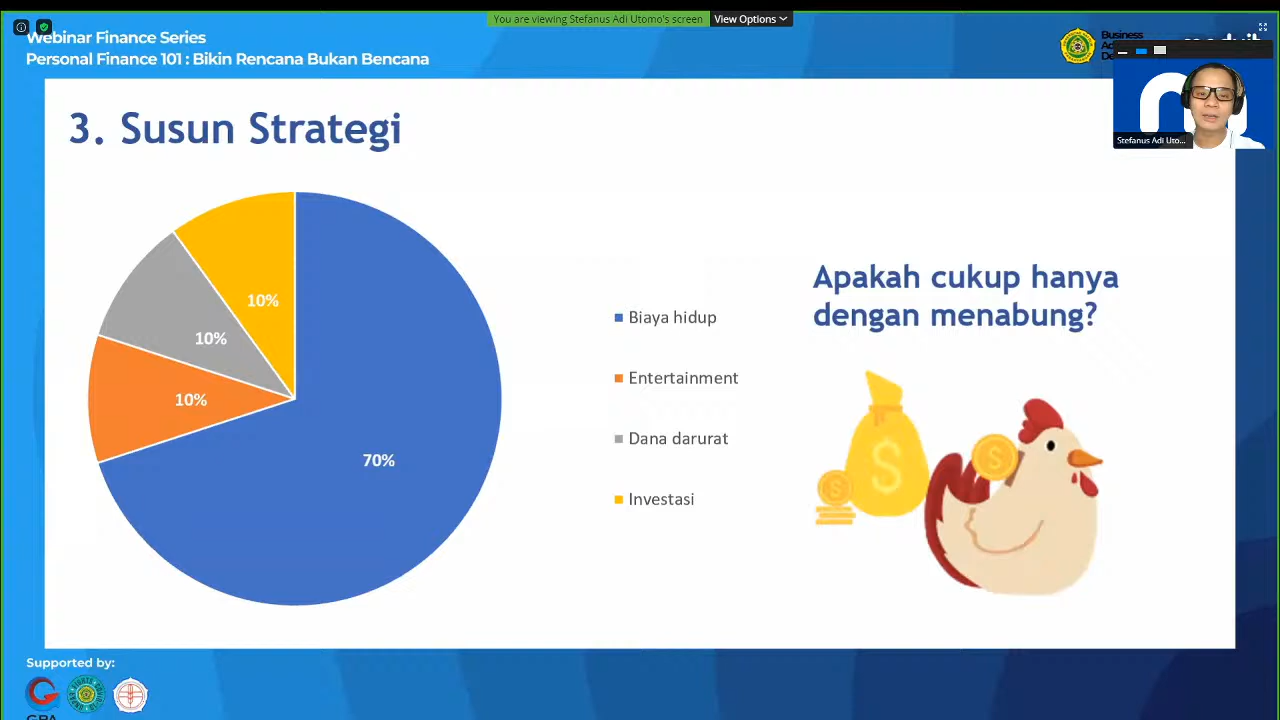 You are viewing Stefanus Adi Utomo's screen
View Options
Webinar Finance Series
Personal Finance 101 : Bikin Rencana Bukan Bencana
Business
Stefanus Adi Uto...
3. Susun Strategi
10%
10%
10%
70%
Biaya hidup
Entertainment
Dana darurat
Investasi
Apakah cukup hanya
dengan menabung?
Supported by: